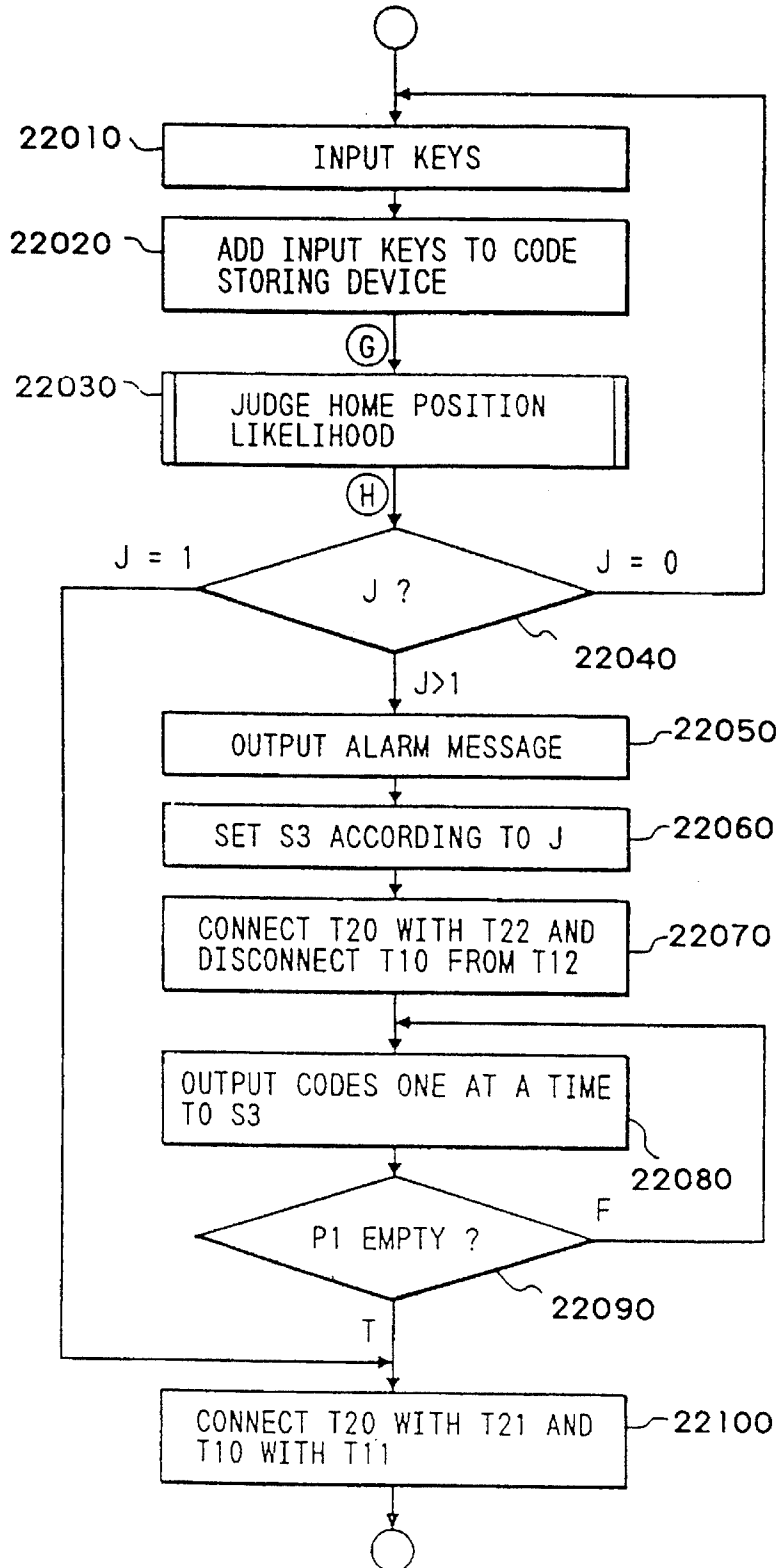 22010
INPUT KEYS
22020
ADD INPUT KEYS TO CODE
STORING DEVICE
G
22030
JUDGE HOME POSITION
LIKELIHOOD
H
J = 1
J = 0
J ?
22040
J>1
OUTPUT ALARM MESSAGE
22050
SET S3 ACCORDING TO J
22060
CONNECT T20 WITH T22 AND
DISCONNECT T10 FROM T12
22070
OUTPUT CODES ONE AT A TIME
TO S3
22080
P1 EMPTY ?
F
22090
T
CONNECT T20 WITH T21 AND
T10 WITH T11
22100